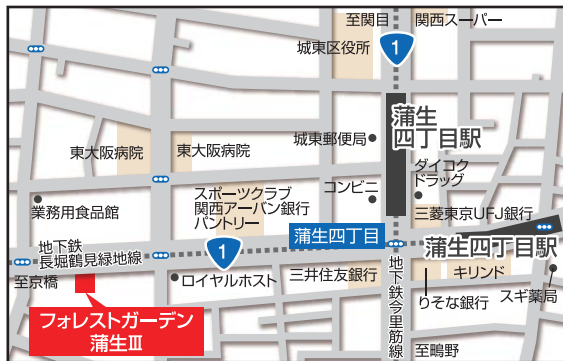 至関目
関西スーパー
城東区役所
1
蒲生
四丁目駅
城東郵便局
東大阪病院
東大阪病院
ダイコク
ドラッグ
コンビニ
スポーツクラブ
関西アーバン銀行
パントリー
業務用食品館
三菱東京UFJ銀行
蒲生四丁目
地下鉄
長堀鶴見緑地線
1
蒲生四丁目駅
至京橋
ロイヤルホスト
三井住友銀行
地下鉄今里筋線
キリンド
りそな銀行
スギ薬局
フォレストガーデン
蒲生Ⅲ
至鴫野